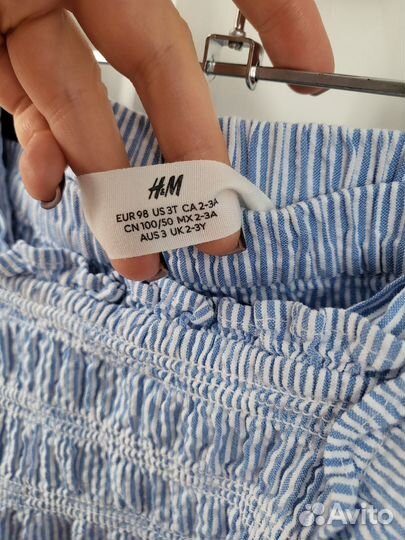 H&M
EUR 98 US 3T CA 2-3A
CN 100/50 MX 2-3A
AUS 3 UK 2-3Y
Avito